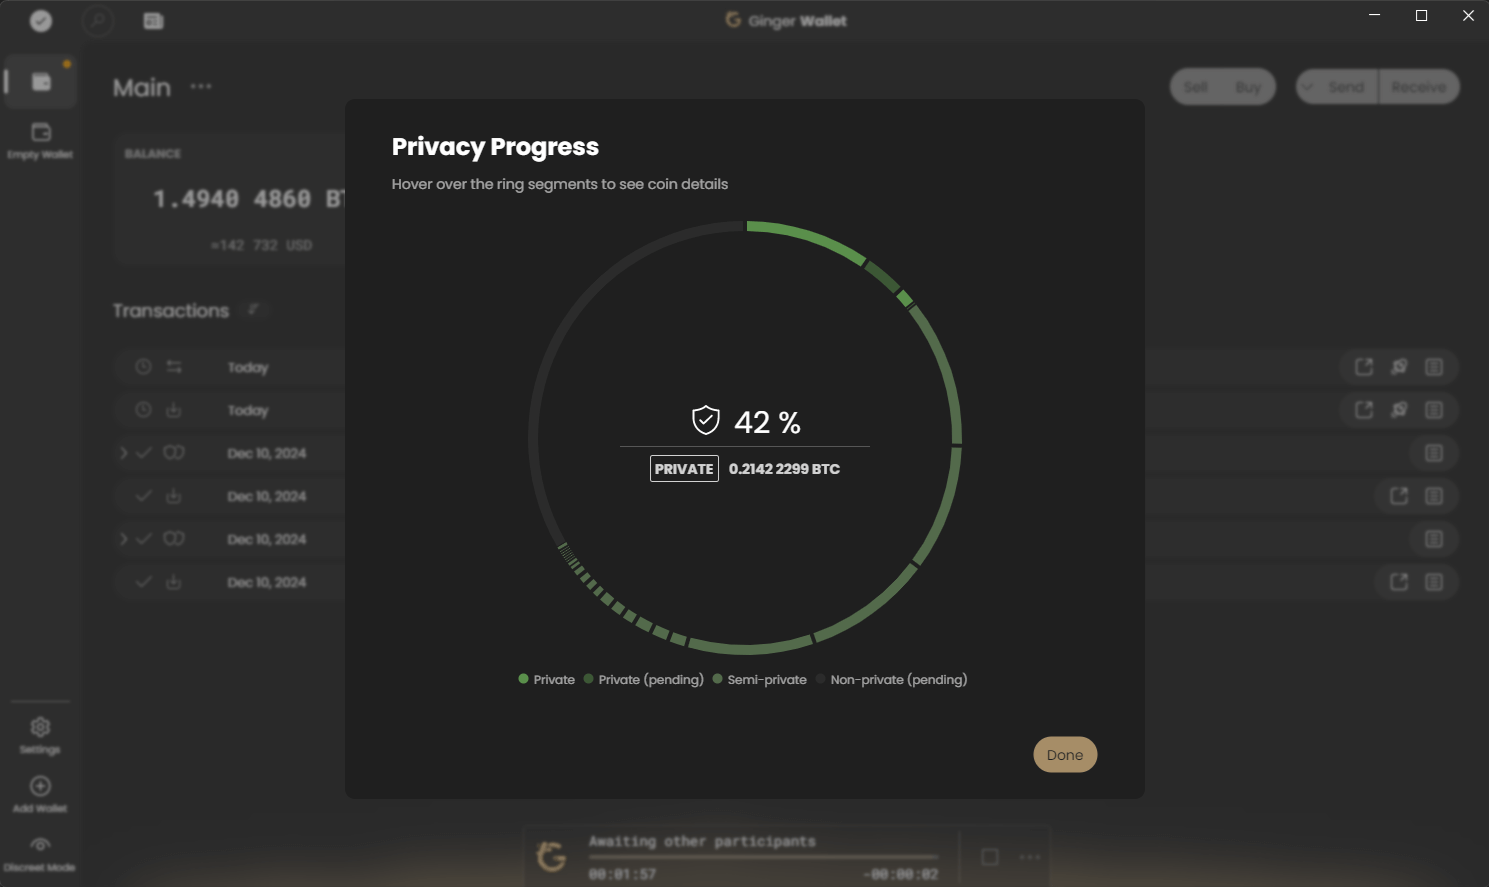 Ginger Wallet
Main
Sell Buy Send Receive
Empty Wallet
BALANCE
1.4940 4860
≈142 732 USD
Transactions
Today
Today
Dec 10, 2024
Dec 10, 2024
Dec 10, 2024
Dec 10, 2024
Privacy Progress
Hover over the ring segments to see coin details
42 %
PRIVATE 0.2142 2299 BTC
Private Private (pending) Semi-private Non-private (pending)
Done
Settings
Add Wallet
Discreet Mode
Awaiting other participants
00:01:57 -00:00:02